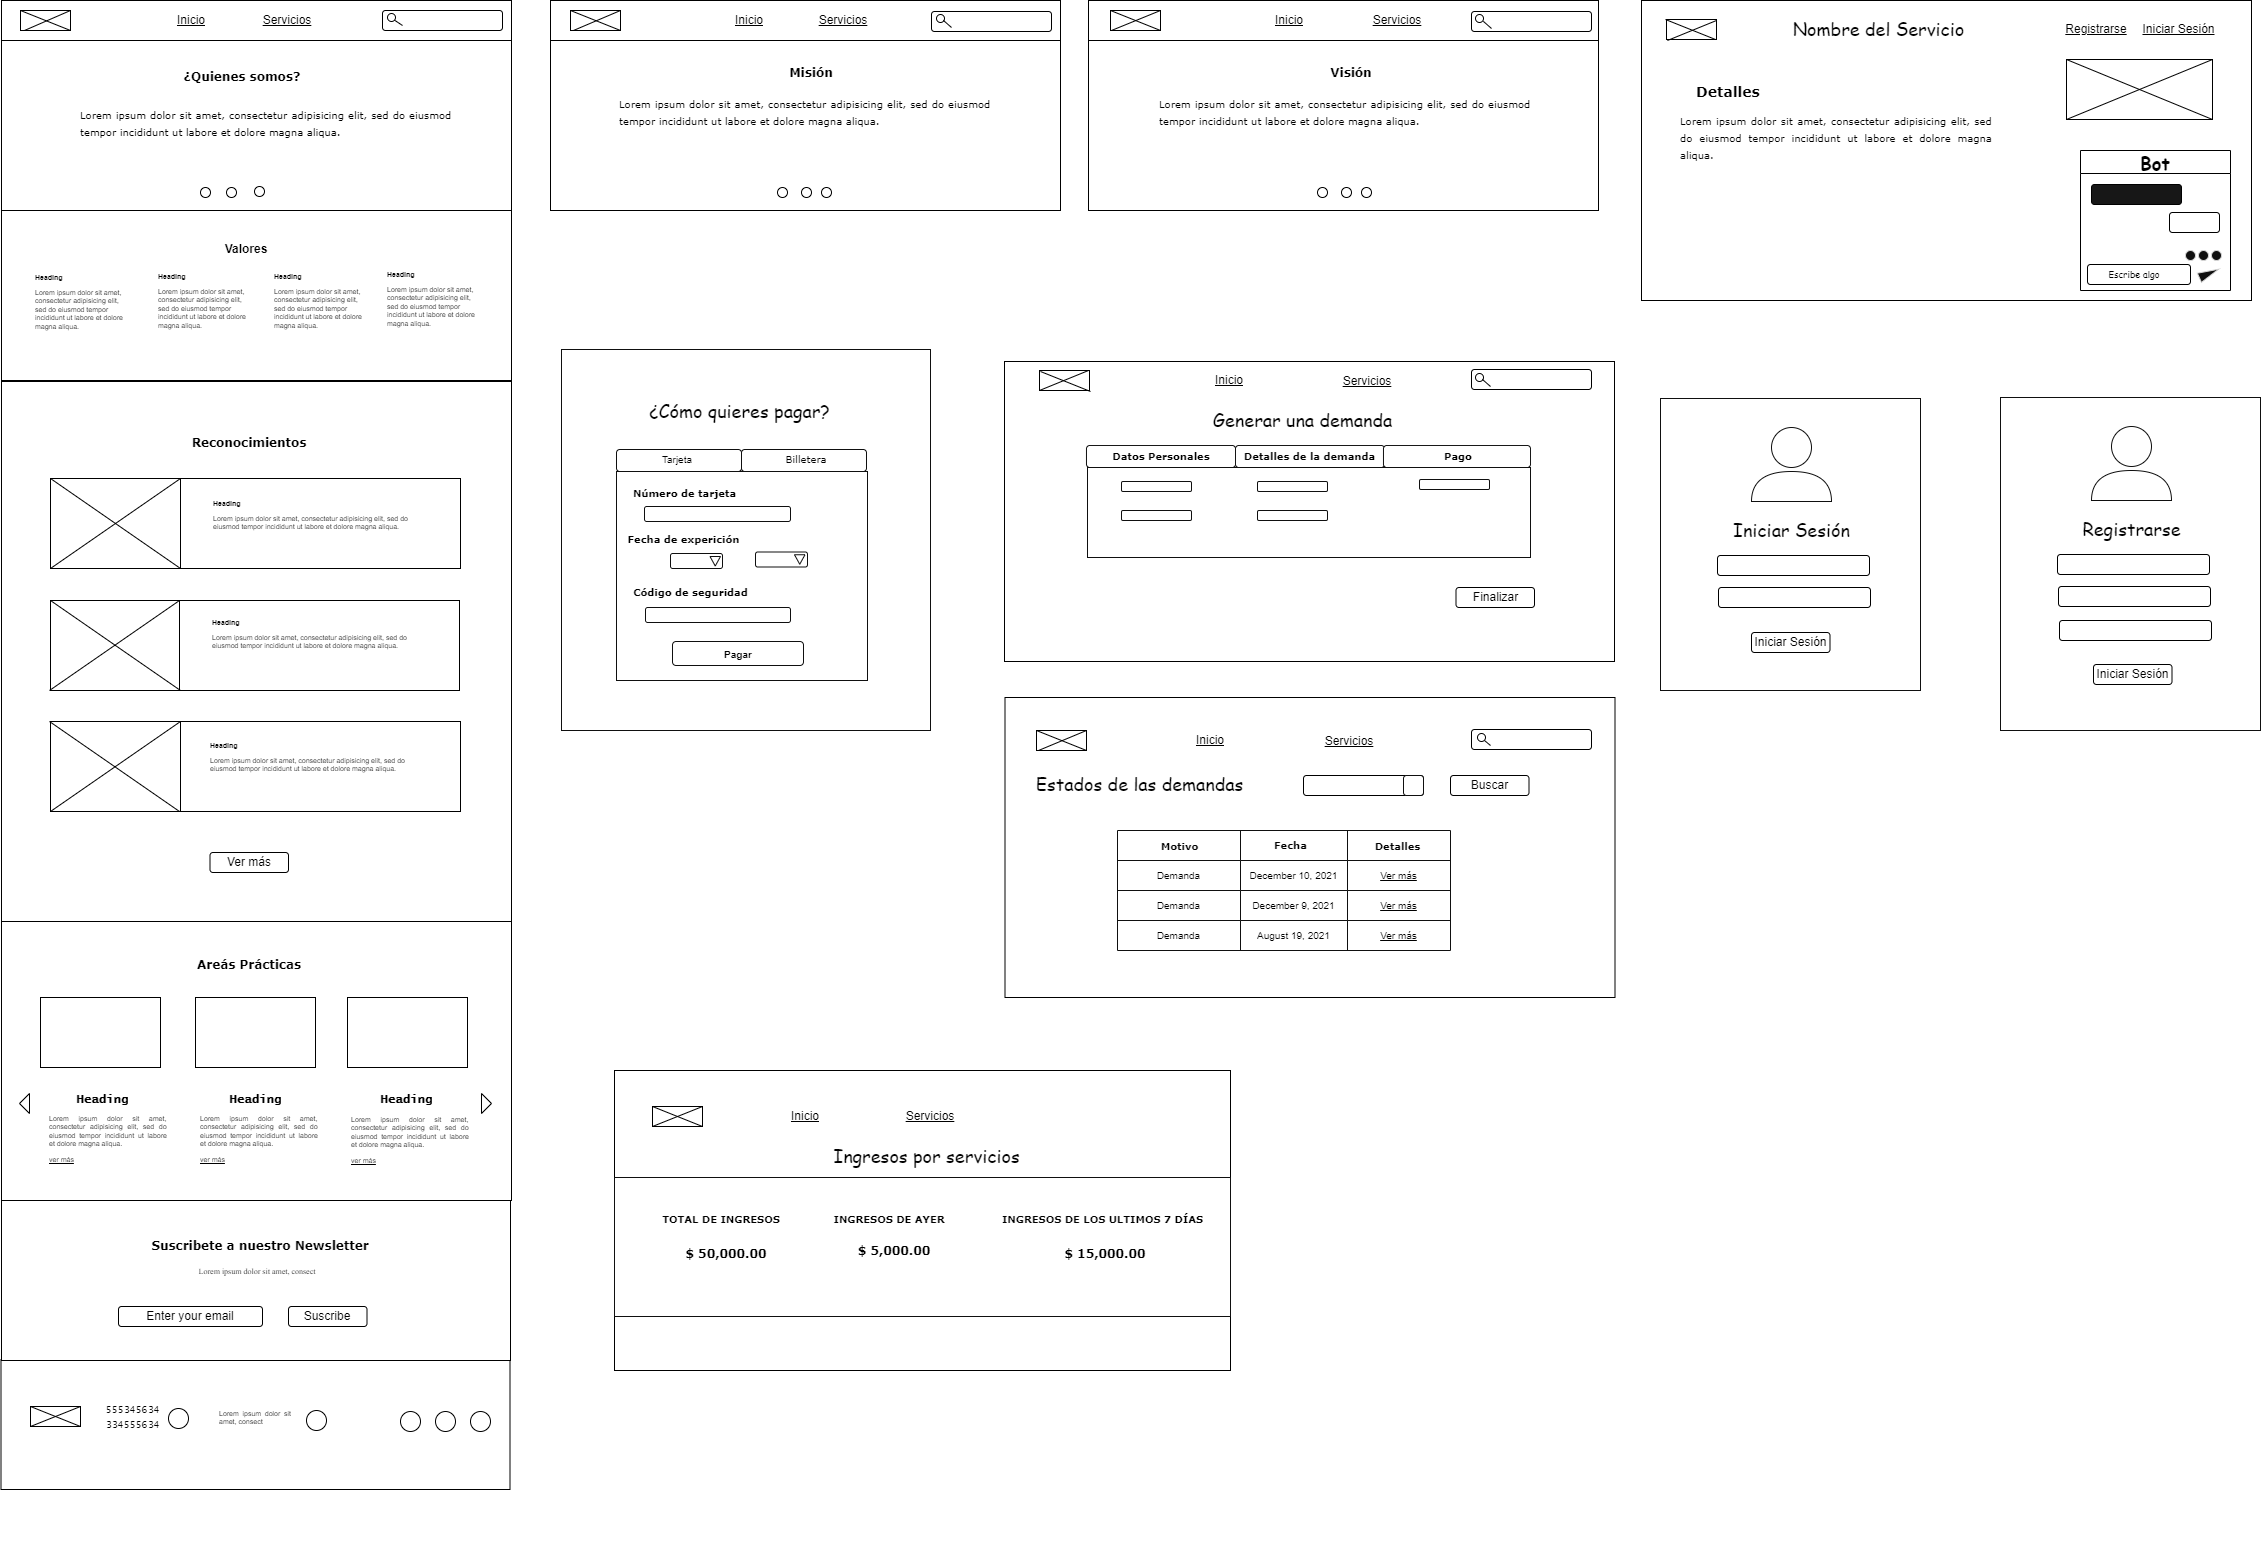 Inicio Servicios
¿Quienes somos?
Lorem ipsum dolor sit amet, consectetur adipisicing elit, sed do eiusmod
tempor incididunt ut labore et dolore magna aliqua.
Valores
Heading
Lorem ipsum dolor sit amet,
consectetur adipisicing elit,
sed do eiusmod tempor
incididunt ut labore et dolore
magna aliqua.
Heading
Lorem ipsum dolor sit amet,
consectetur adipisicing elit,
sed do eiusmod tempor
incididunt ut labore et dolore
magna aliqua.
Heading
Lorem ipsum dolor sit amet,
consectetur adipisicing elit,
sed do eiusmod tempor
incididunt ut labore et dolore
magna aliqua.
Heading
Lorem ipsum dolor sit amet,
consectetur adipisicing elit,
sed do eiusmod tempor
incididunt ut labore et dolore
magna aliqua.
Reconocimientos
Heading
Lorem ipsum dolor sit amet, consectetur adipisicing elit, sed do
eiusmod tempor incididunt ut labore et dolore magna aliqua.
Heading
Lorem ipsum dolor sit amet, consectetur adipisicing elit, sed do
eiusmod tempor incididunt ut labore et dolore magna aliqua.
Heading
Lorem ipsum dolor sit amet, consectetur adipisicing elit, sed do
eiusmod tempor incididunt ut labore et dolore magna aliqua.
Ver más
Areás Prácticas
Heading
Lorem ipsum dolor sit amet,
consectetur adipisicing elit, sed do
eiusmod tempor incididunt ut labore
et dolore magna aliqua.
ver más
Heading
Lorem ipsum dolor sit amet,
consectetur adipisicing elit, sed do
eiusmod tempor incididunt ut labore
et dolore magna aliqua.
ver más
Heading
Lorem ipsum dolor sit amet,
consectetur adipisicing elit, sed do
eiusmod tempor incididunt ut labore
et dolore magna aliqua.
ver más
Suscribete a nuestro Newsletter
Lorem ipsum dolor sit amet, consect
Enter your email Suscribe
555345634
334555634
Lorem ipsum dolor sit
amet, consect
Inicio Servicios
Misión
Lorem ipsum dolor sit amet, consectetur adipisicing elit, sed do eiusmod
tempor incididunt ut labore et dolore magna aliqua.
Inicio Servicios
Visión
Lorem ipsum dolor sit amet, consectetur adipisicing elit, sed do eiusmod
tempor incididunt ut labore et dolore magna aliqua.
Nombre del Servicio Registrarse Iniciar Sesión
Detalles
Lorem ipsum dolor sit amet, consectetur adipisicing elit, sed
do eiusmod tempor incididunt ut labore et dolore magna
aliqua.
Bot
Escribe algo
¿Cómo quieres pagar?
Tarjeta Billetera
Número de tarjeta
Fecha de experición
Código de seguridad
Pagar
Inicio Servicios
Generar una demanda
Datos Personales Detalles de la demanda Pago
Finalizar
Iniciar Sesión
Iniciar Sesión
Registrarse
Iniciar Sesión
Inicio Servicios
Estados de las demandas Buscar
Motivo Fecha Detalles
Demanda December 10, 2021 Ver más
Demanda December 9, 2021 Ver más
Demanda August 19, 2021 Ver más
Inicio Servicios
Ingresos por servicios
TOTAL DE INGRESOS INGRESOS DE AYER INGRESOS DE LOS ULTIMOS 7 DÍAS
$ 50,000.00 $ 5,000.00 $ 15,000.00